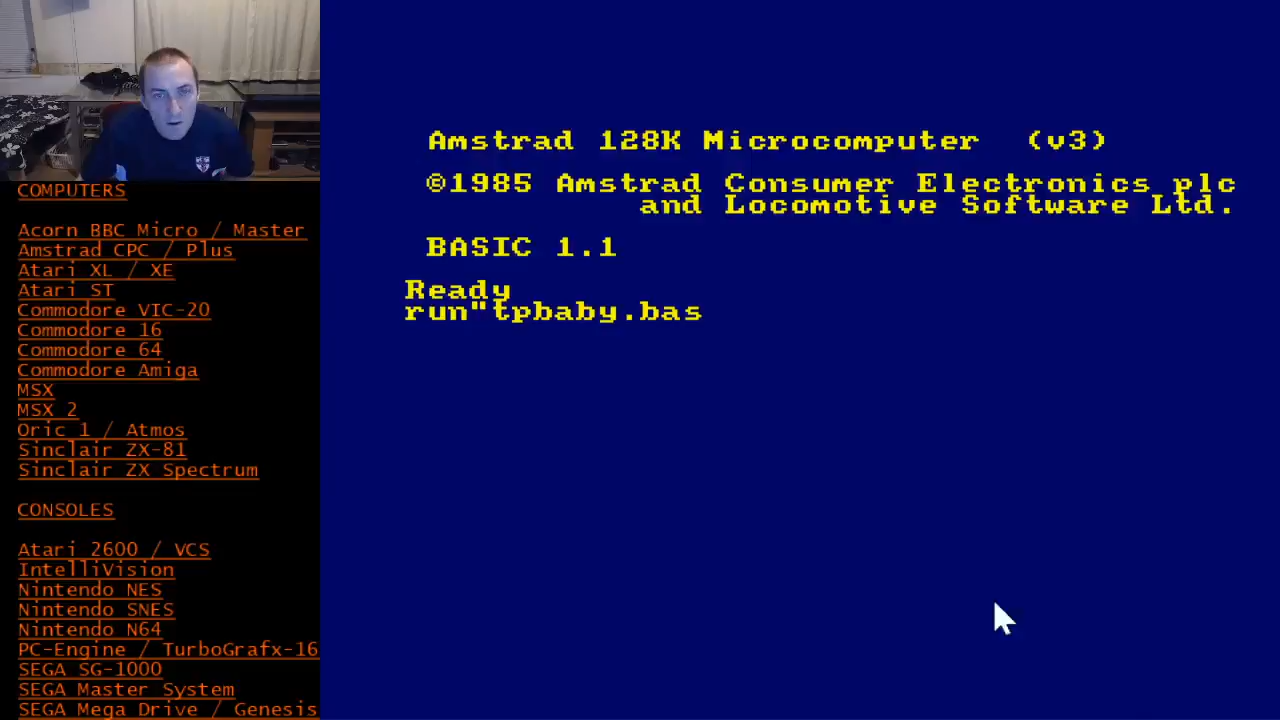 COMPUTERS
Acorn BBC Micro / Master
Amstrad CPC / Plus
Atari XL / XE
Atari ST
Commodore VIC-20
Commodore 16
Commodore 64
Commodore Amiga
MSX
MSX 2
Oric 1 / Atmos
Sinclair ZX-81
Sinclair ZX Spectrum
CONSOLES
Atari 2600 / VCS
IntelliVision
Nintendo NES
Nintendo SNES
Nintendo N64
PC-Engine / TurboGrafx-16
SEGA SG-1000
SEGA Master System
SEGA Mega Drive / Genesis
Amstrad 128K Microcomputer (v3)
©1985 Amstrad Consumer Electronics plc
and Locomotive Software Ltd.
BASIC 1.1
Ready
run"tpbaby.bas